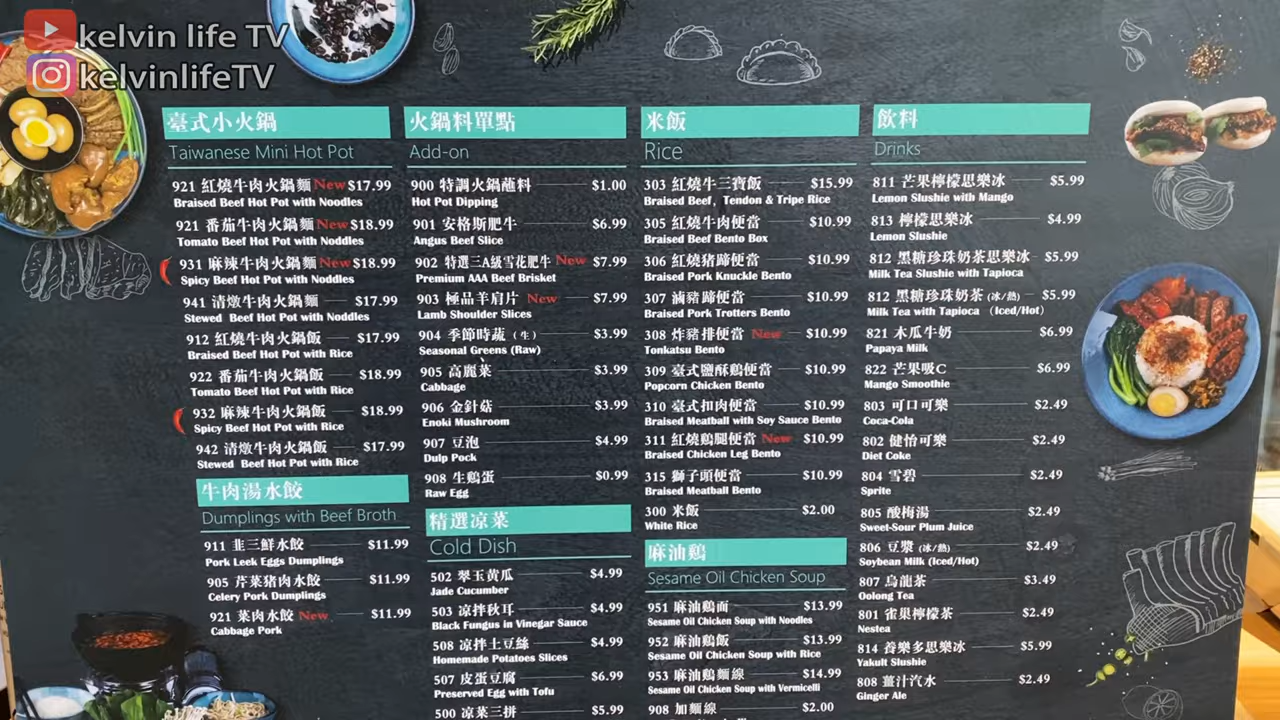 kelvin life TV
kelvinlifeTV
臺式小火鍋
Taiwanese Mini Hot Pot
921 紅燒牛肉火鍋麵 New $17.99
Braised Beef Hot Pot with Noodles
921 番茄牛肉火鍋麵 New $18.99
Tomato Beef Hot Pot with Nodldles
931 麻辣牛肉火鍋麵 New $18.99
Spicy Beef Hot Pot with Noddles
941 清燉牛肉火鍋麵 $17.99
Stewed Beef Hot Pot with Noddles
912 紅燒牛肉火鍋飯 $17.99
Braised Beef Hot Pot with Rice
922 番茄牛肉火鍋飯 $18.99
Tomato Beef Hot Pot with Rice
932 麻辣牛肉火鍋飯 $18.99
Spicy Beef Hot Pot with Rice
942 清燉牛肉火鍋飯 $17.99
Stewed Beef Hot Pot with Rice
牛肉湯水餃
Dumplings with Beef Broth
911 韭三鮮水餃 $11.99
Pork Leek Eggs Dumplings
905 芹菜猪肉水餃 $11.99
Celery Pork Dumplings
921 菜肉水餃 New $11.99
Cabbage Pork
火鍋料單點
Add-on
900 特調火鍋蘸料 $1.00
Hot Pot Dipping
901 安格斯肥牛 $6.99
Angus Beef Slice
902 特選三A級雪花肥牛 New $7.99
Premium AAA Beef Brisket
903 極品羊肩片 New $7.99
Lamb Shoulder Slices
904 季節時蔬（生） $3.99
Seasonal Greens (Raw)
905 高麗菜 $3.99
Cabbage
906 金針菇 $3.99
Enoki Mushroom
907 豆泡 $4.99
Dulp Pock
908 生鷄蛋 $0.99
Raw Egg
精選凉菜
Cold Dish
502 翠玉黄瓜 $4.99
Jade Cucumber
503 凉拌秋耳 $4.99
Black Fungus in Vinegar Sauce
508 凉拌土豆絲 $4.99
Homemade Potatoes Slices
507 皮蛋豆腐 $6.99
Preserved Egg with Tofu
500 凉菜三拼 $5.99
米飯
Rice
303 紅燒牛三寶飯 $15.99
Braised Beef, Tendon & Tripe Rice
305 紅燒牛肉便當 $10.99
Braised Beef Bento Box
306 紅燒猪蹄便當 $10.99
Braised Pork Knuckle Bento
307 滷豬蹄便當 $10.99
Braised Pork Trotters Bento
308 炸豬排便當 New $10.99
Tonkatsu Bento
309 臺式鹽酥鷄便當 $10.99
Popcorn Chicken Bento
310 臺式扣肉便當 $10.99
Braised Meatball with Soy Sauce Bento
311 紅燒鷄腿便當 New $10.99
Braised Chicken Leg Bento
315 獅子頭便當 $10.99
Braised Meatball Bento
300 米飯 $2.00
White Rice
麻油鷄
Sesame Oil Chicken Soup
951 麻油鷄面 $13.99
Sesame Oil Chicken Soup with Noodles
952 麻油鷄飯 $13.99
Sesame Oil Chicken Soup with Rice
953 麻油鷄麵線 $14.99
Sesame Oil Chicken Soup with Vermicelli
908 加麵線 $2.00
飲料
Drinks
811 芒果檸檬思樂冰 $5.99
Lemon Slushie with Mango
813 檸檬思樂冰 $4.99
Lemon Slushie
812 黑糖珍珠奶茶思樂冰 $5.99
Milk Tea Slushie with Tapioca
812 黑糖珍珠奶茶（冰/熱） $5.99
Milk Tea with Tapioca （Iced/Hot）
821 木瓜牛奶 $6.99
Papaya Milk
822 芒果吸C $6.99
Mango Smoothie
803 可口可樂 $2.49
Coca-Cola
802 健怡可樂 $2.49
Diet Coke
804 雪碧 $2.49
Sprite
805 酸梅湯 $2.49
Sweet-Sour Plum Juice
806 豆漿（冰/熱） $2.49
Soybean Milk (Iced/Hot)
807 烏龍茶 $3.49
Oolong Tea
801 雀巢檸檬茶 $2.49
Nestea
814 養樂多思樂冰 $5.99
Yakult Slushie
808 薑汁汽水 $2.49
Ginger Ale